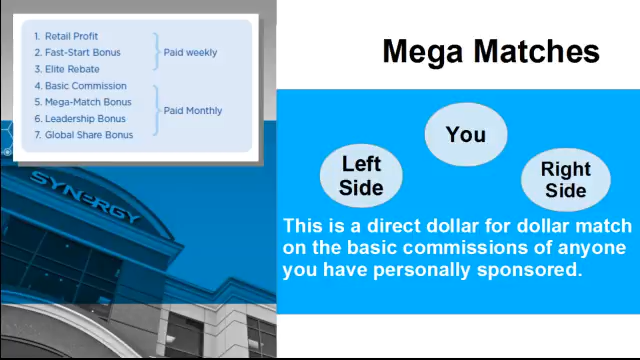 1. Retail Profit
2. Fast-Start Bonus
3. Elite Rebate
4. Basic Commission
5. Mega-Match Bonus
6. Leadership Bonus
7. Global Share Bonus
Paid weekly
Paid Monthly
SYNERGY
Mega Matches
You
Left
Side
Right
Side
This is a direct dollar for dollar match
on the basic commissions of anyone
you have personally sponsored.